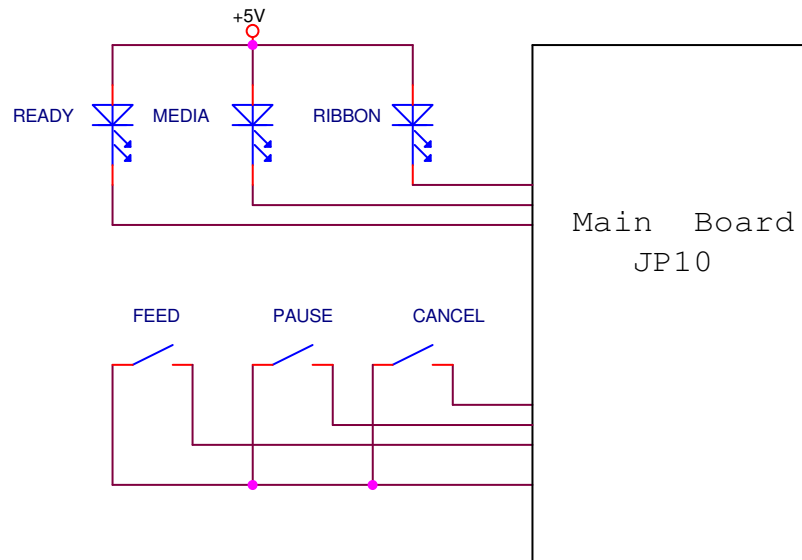 +5V
READY
MEDIA
RIBBON
Main Board
JP10
FEED
PAUSE
CANCEL